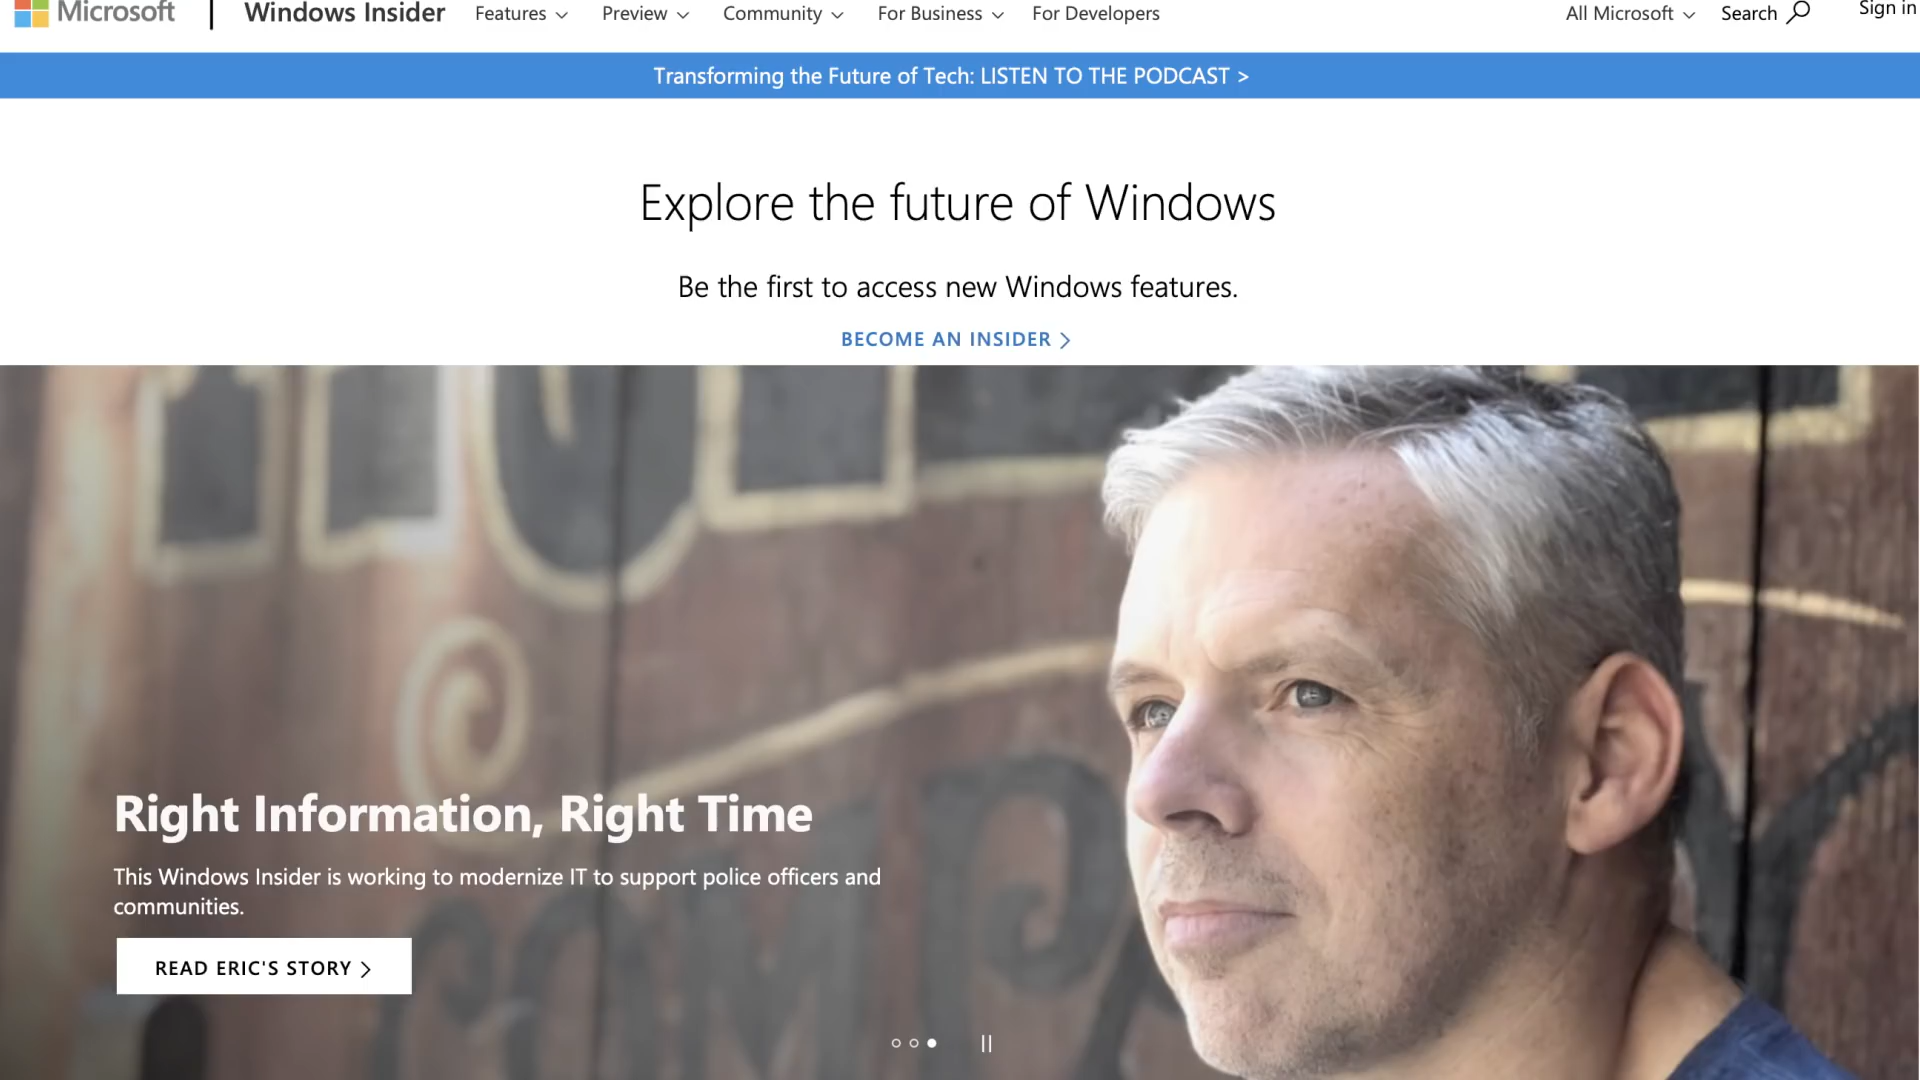 Microsoft
Windows Insider
Features
Preview
Community
For Business
For Developers
All Microsoft
Search
Sign in
Transforming the Future of Tech: LISTEN TO THE PODCAST >
Explore the future of Windows
Be the first to access new Windows features.
BECOME AN INSIDER >
Right Information, Right Time
This Windows Insider is working to modernize IT to support police officers and
communities.
READ ERIC'S STORY >